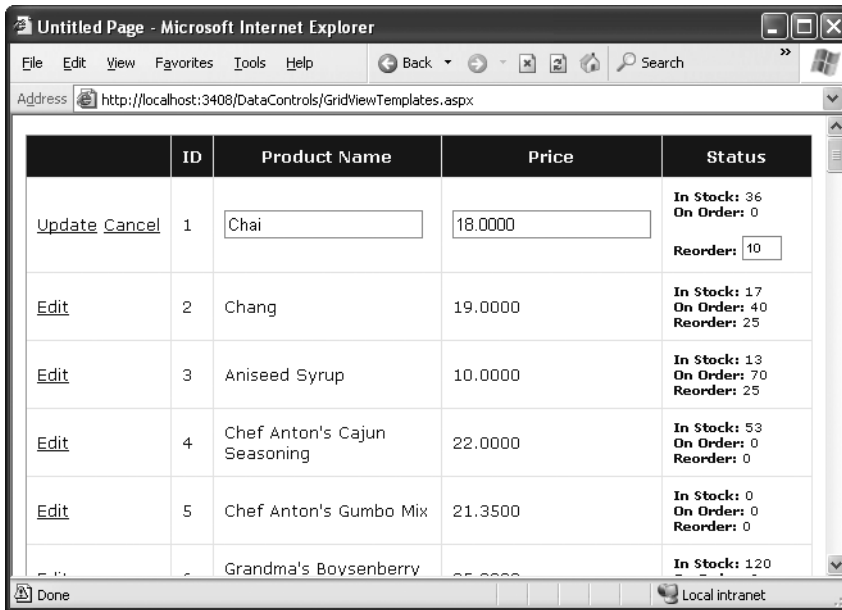 Untitled Page - Microsoft Internet Explorer
File Edit View Favorites Tools Help Back Search »
Address http://localhost:3408/DataControls/GridViewTemplates.aspx
ID Product Name Price Status
Update Cancel 1 Chai 18.0000
In Stock: 36
On Order: 0
Reorder: 10
Edit 2 Chang 19.0000
In Stock: 17
On Order: 40
Reorder: 25
Edit 3 Aniseed Syrup 10.0000
In Stock: 13
On Order: 70
Reorder: 25
Edit 4 Chef Anton's Cajun
Seasoning 22.0000
In Stock: 53
On Order: 0
Reorder: 0
Edit 5 Chef Anton's Gumbo Mix 21.3500
In Stock: 0
On Order: 0
Reorder: 0
Grandma's Boysenberry
In Stock: 120
Done Local intranet